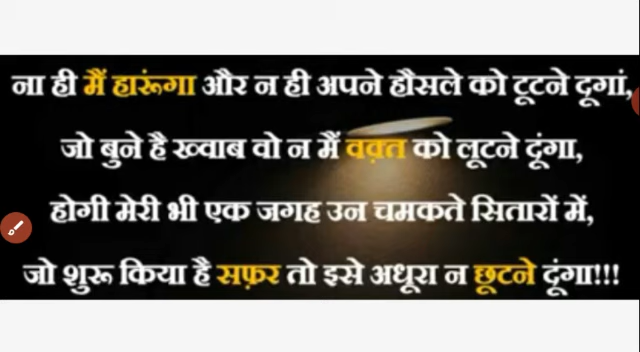 ना ही मैं हारूंगा और न ही अपने हौसले को टूटने दूगां,
जो बुने है ख्वाब वो न मैं वक़्त को लूटने दूंगा,
होगी मेरी भी एक जगह उन चमकते सितारों में,
जो शुरू किया है सफ़र तो इसे अधूरा न छूटने दूंगा!!!